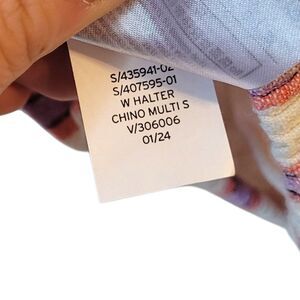 S/435941-02
S/407595-01
W HALTER
CHINO MULTI S
V/306006
01/24